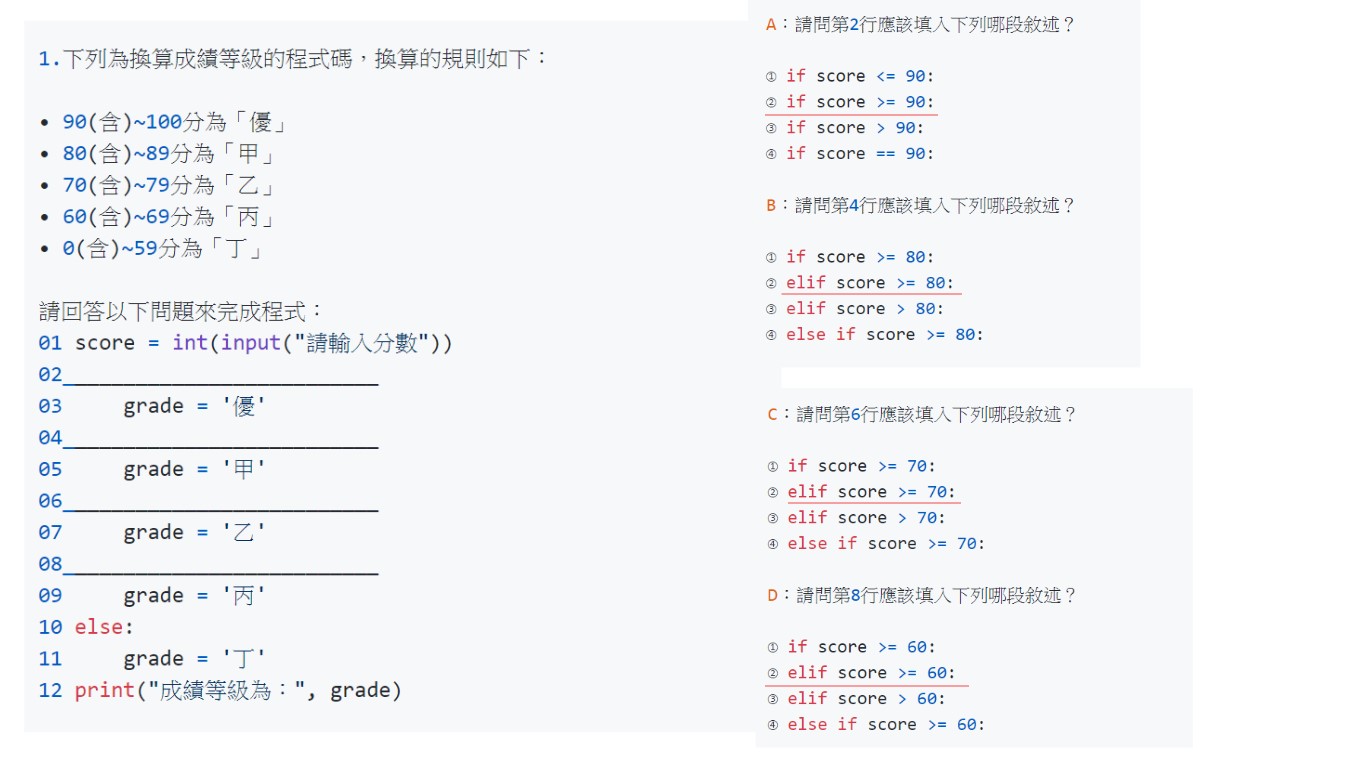 1.下列為換算成績等級的程式碼，換算的規則如下：
• 90(含)~100分為「優」
• 80(含)~89分為「甲」
• 70(含)~79分為「乙」
• 60(含)~69分為「丙」
• 0(含)~59分為「丁」
請回答以下問題來完成程式：
01 score = int(input("請輸入分數"))
02__________________________
03     grade = '優'
04__________________________
05     grade = '甲'
06__________________________
07     grade = '乙'
08__________________________
09     grade = '丙'
10 else:
11     grade = '丁'
12 print("成績等級為：", grade)
A：請問第2行應該填入下列哪段敘述？
① if score <= 90:
② if score >= 90:
③ if score > 90:
④ if score == 90:
B：請問第4行應該填入下列哪段敘述？
① if score >= 80:
② elif score >= 80:
③ elif score > 80:
④ else if score >= 80:
C：請問第6行應該填入下列哪段敘述？
① if score >= 70:
② elif score >= 70:
③ elif score > 70:
④ else if score >= 70:
D：請問第8行應該填入下列哪段敘述？
① if score >= 60:
② elif score >= 60:
③ elif score > 60:
④ else if score >= 60: